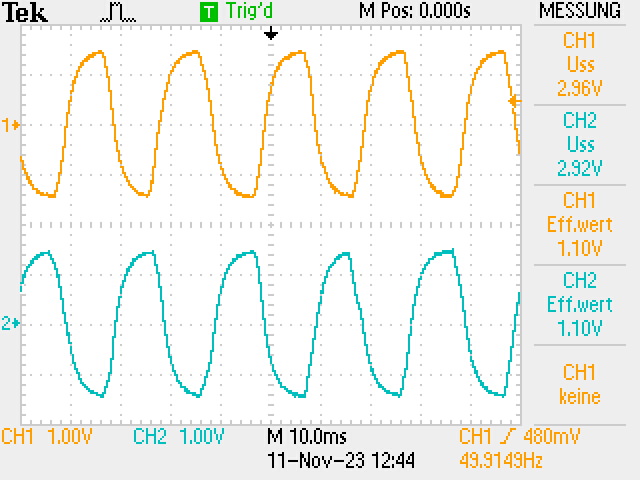 Tek T Trig'd M Pos: 0.000s MESSUNG
CH1
Uss
2.96V
CH2
Uss
2.92V
CH1
Eff.wert
1.10V
CH2
Eff.wert
1.10V
CH1
keine
1
2
CH1 1.00V CH2 1.00V M 10.0ms CH1 480mV
11-Nov-23 12:44 49.9149Hz